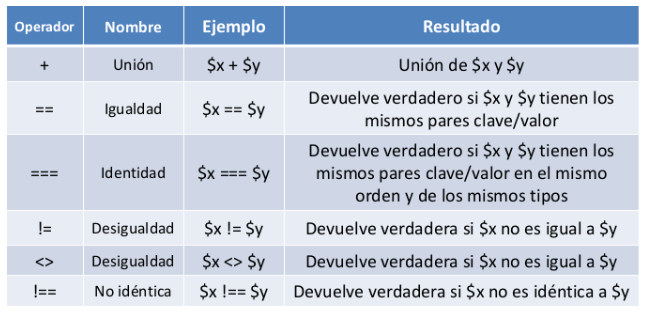 Operador Nombre Ejemplo Resultado
+ Unión $x + $y Unión de $x y $y
== Igualdad $x == $y Devuelve verdadero si $x y $y tienen los
mismos pares clave/valor
=== Identidad $x === $y Devuelve verdadero si $x y $y tienen los
mismos pares clave/valor en el mismo
orden y de los mismos tipos
!= Desigualdad $x != $y Devuelve verdadera si $x no es igual a $y
<> Desigualdad $x <> $y Devuelve verdadera si $x no es igual a $y
!== No idéntica $x !== $y Devuelve verdadera si $x no es idéntica a $y